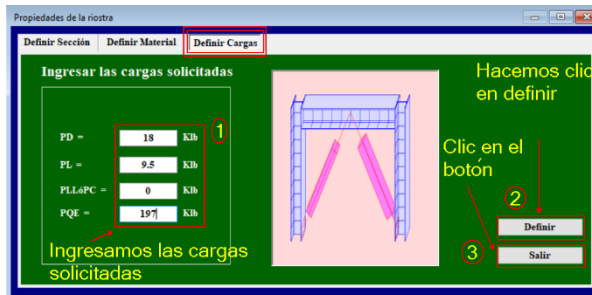 Propiedades de la riostra
Definir Sección Definir Material Definir Cargas
Ingresar las cargas solicitadas
Hacemos clic
en definir
1
PD = 18 Klb
PL = 9.5 Klb
PLLóPC = 0 Klb
PQE = 197 Klb
Clic en el
botón
2
Definir
3
Salir
Ingresamos las cargas
solicitadas